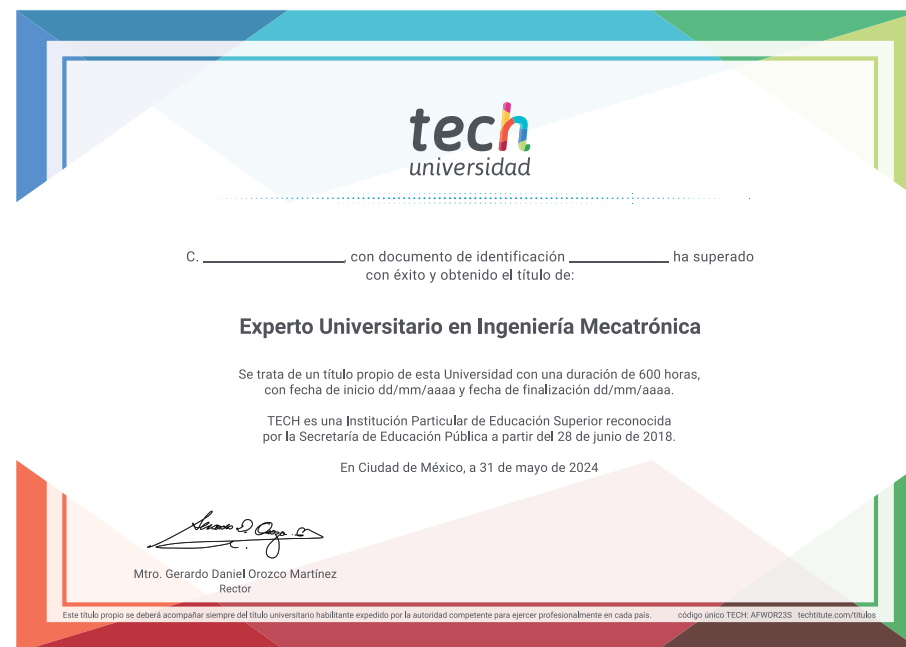 tech
universidad
C. ____________________, con documento de identificación ______________ ha superado
con éxito y obtenido el título de:
Experto Universitario en Ingeniería Mecatrónica
Se trata de un título propio de esta Universidad con una duración de 600 horas,
con fecha de inicio dd/mm/aaaa y fecha de finalización dd/mm/aaaa.
TECH es una Institución Particular de Educación Superior reconocida
por la Secretaría de Educación Pública a partir del 28 de junio de 2018.
En Ciudad de México, a 31 de mayo de 2024
Mtro. Gerardo Daniel Orozco Martínez
Rector
Este título propio se deberá acompañar siempre del título universitario habilitante expedido por la autoridad competente para ejercer profesionalmente en cada país. código único TECH: AFWOR23S techtitute.com/titulos